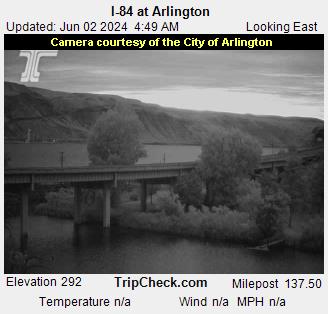 I-84 at Arlington
Updated: Jun 02 2024 4:49 AM Looking East
Camera courtesy of the City of Arlington
Elevation 292 TripCheck.com Milepost 137.50
Temperature n/a Wind n/a MPH n/a